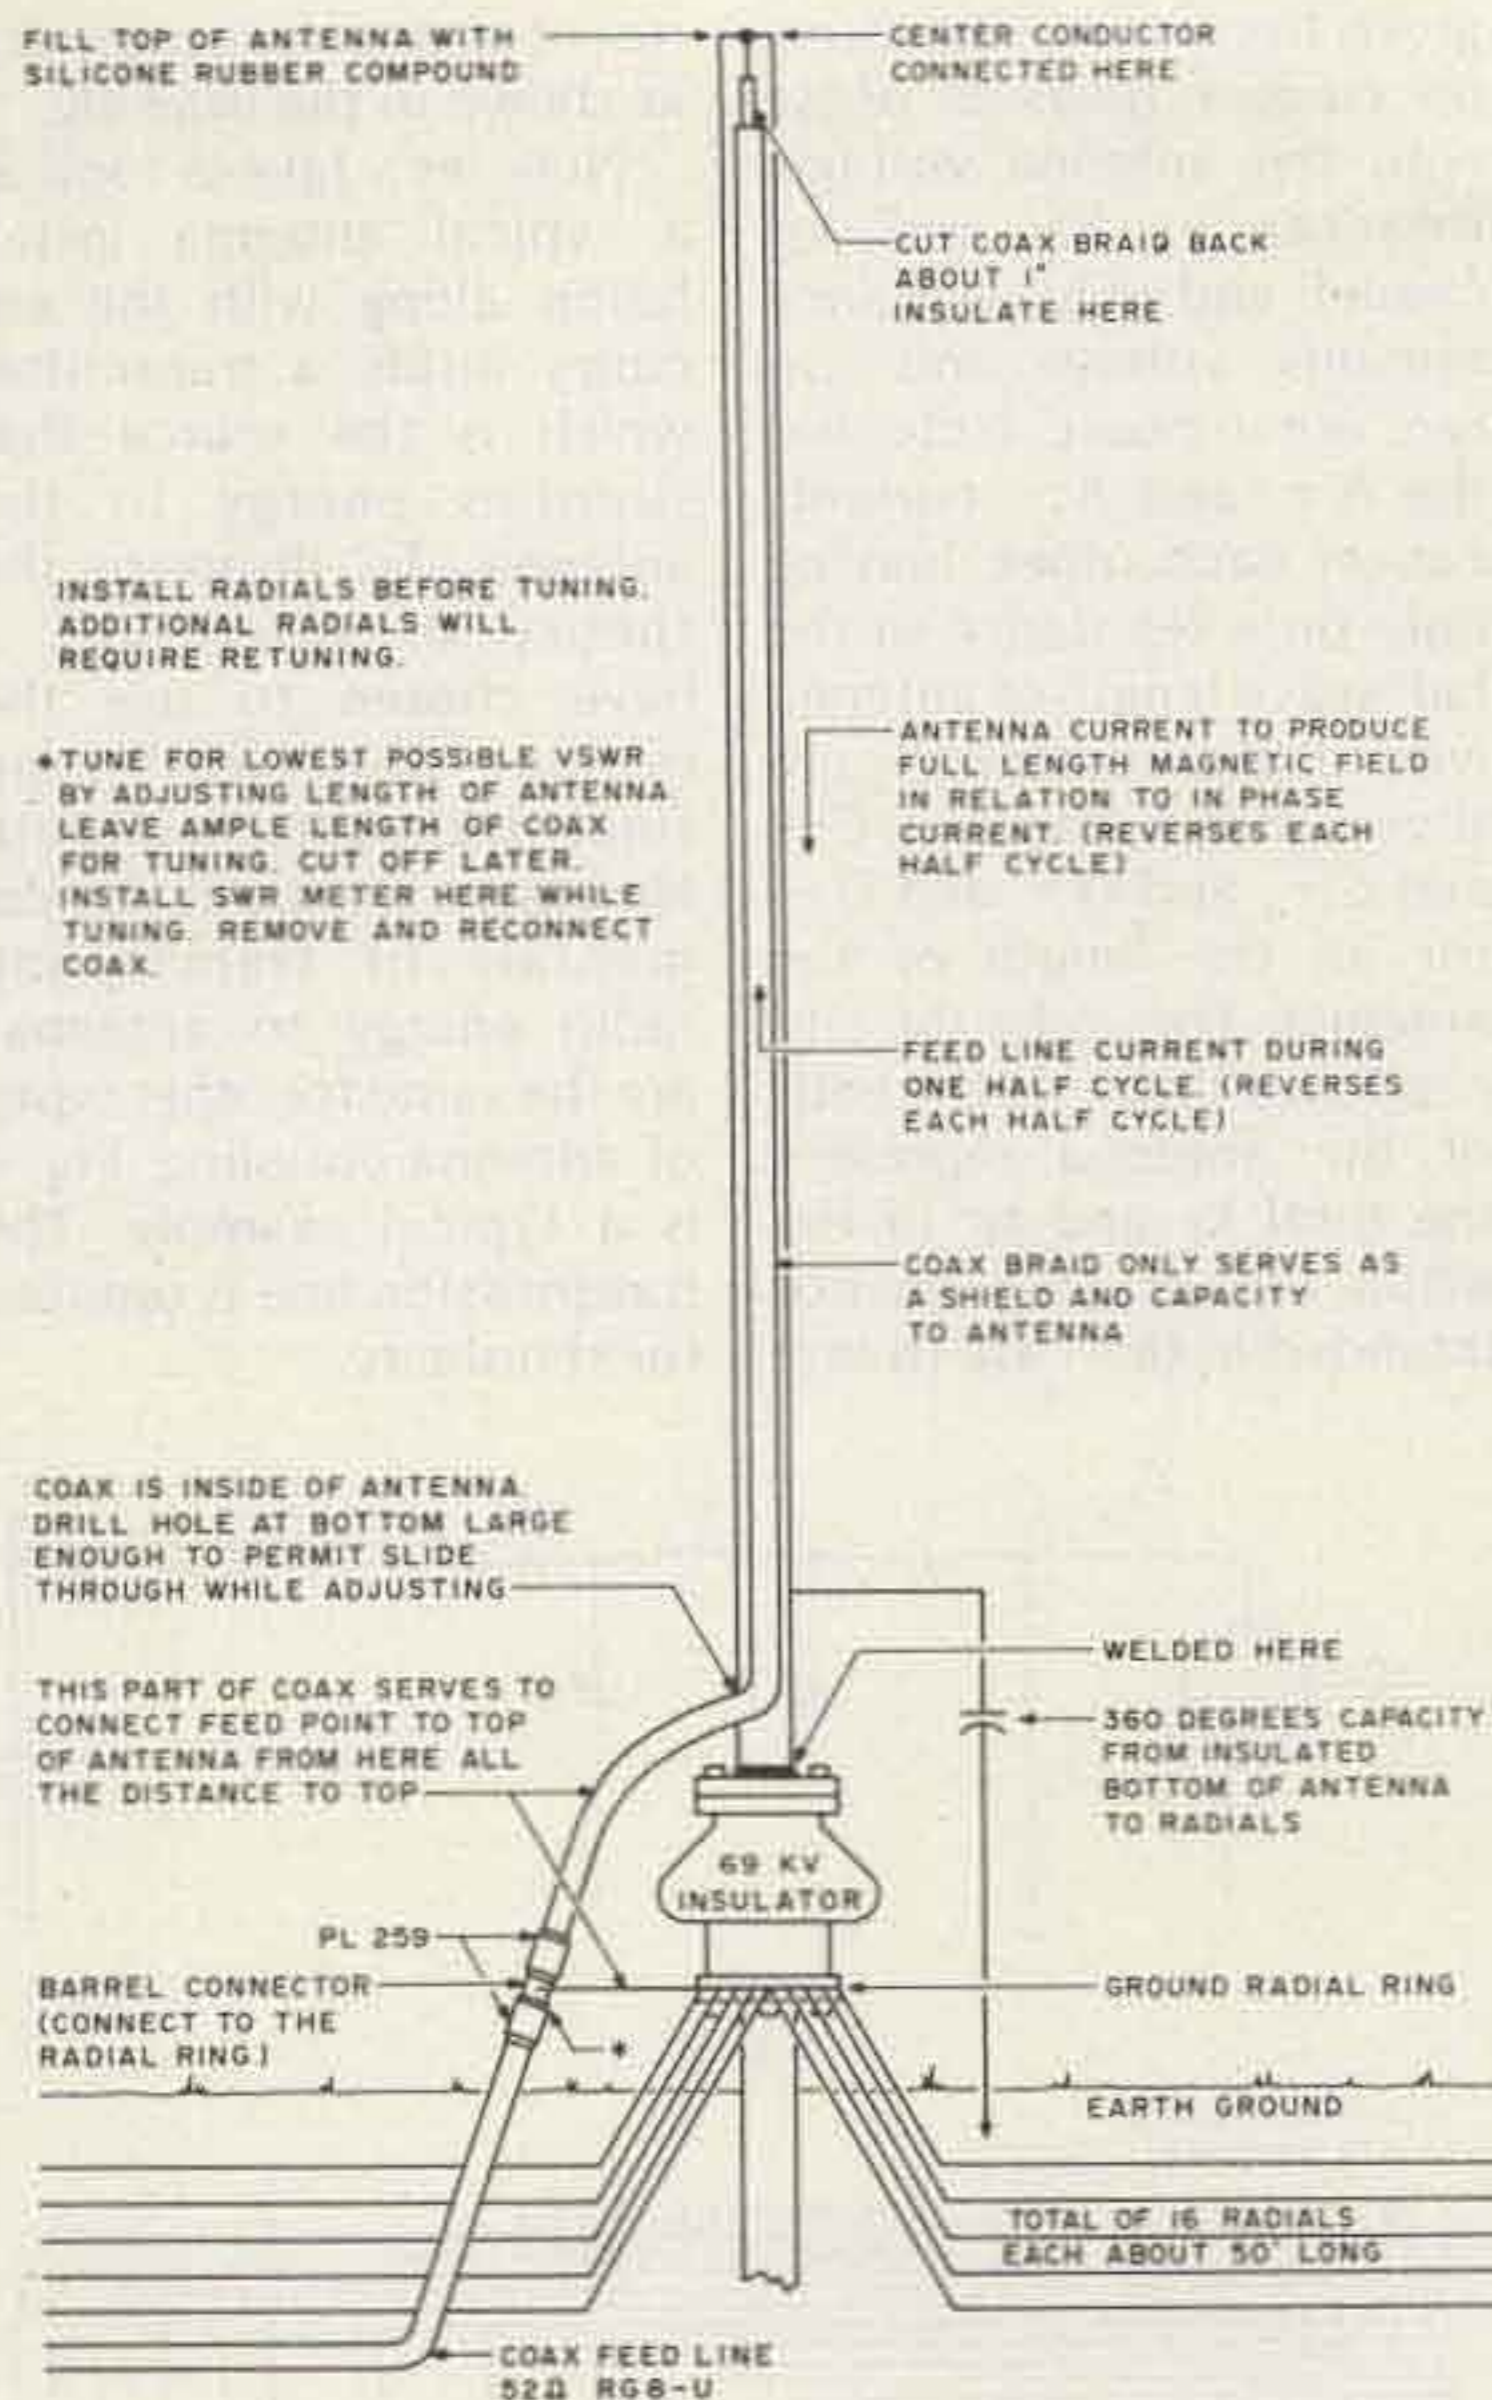 FILL TOP OF ANTENNA WITH
SILICONE RUBBER COMPOUND
CENTER CONDUCTOR
CONNECTED HERE
CUT COAX BRAID BACK
ABOUT 1"
INSULATE HERE
INSTALL RADIALS BEFORE TUNING.
ADDITIONAL RADIALS WILL
REQUIRE RETUNING.
*TUNE FOR LOWEST POSSIBLE VSWR
BY ADJUSTING LENGTH OF ANTENNA.
LEAVE AMPLE LENGTH OF COAX
FOR TUNING. CUT OFF LATER.
INSTALL SWR METER HERE WHILE
TUNING. REMOVE AND RECONNECT
COAX.
ANTENNA CURRENT TO PRODUCE
FULL LENGTH MAGNETIC FIELD
IN RELATION TO IN PHASE
CURRENT. (REVERSES EACH
HALF CYCLE)
FEED LINE CURRENT DURING
ONE HALF CYCLE. (REVERSES
EACH HALF CYCLE)
COAX BRAID ONLY SERVES AS
A SHIELD AND CAPACITY
TO ANTENNA
COAX IS INSIDE OF ANTENNA.
DRILL HOLE AT BOTTOM LARGE
ENOUGH TO PERMIT SLIDE
THROUGH WHILE ADJUSTING
WELDED HERE
THIS PART OF COAX SERVES TO
CONNECT FEED POINT TO TOP
OF ANTENNA FROM HERE ALL
THE DISTANCE TO TOP
360 DEGREES CAPACITY
FROM INSULATED
BOTTOM OF ANTENNA
TO RADIALS
69 KV
INSULATOR
PL 259
BARREL CONNECTOR
(CONNECT TO THE
RADIAL RING)
*
GROUND RADIAL RING
EARTH GROUND
TOTAL OF 16 RADIALS
EACH ABOUT 50' LONG
COAX FEED LINE
52Ω RG8-U